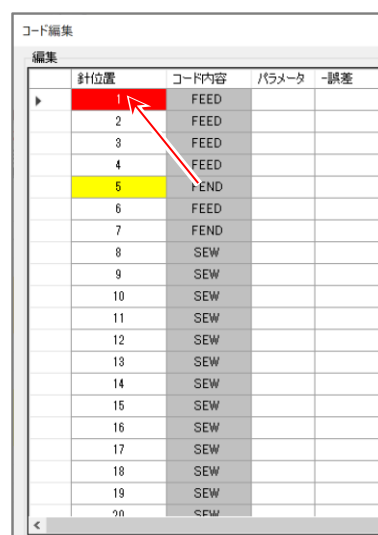 コード編集
編集
針位置 コード内容 パラメータ -誤差
1 FEED
2 FEED
3 FEED
4 FEED
5 FEND
6 FEED
7 FEND
8 SEW
9 SEW
10 SEW
11 SEW
12 SEW
13 SEW
14 SEW
15 SEW
16 SEW
17 SEW
18 SEW
19 SEW
20 SEW